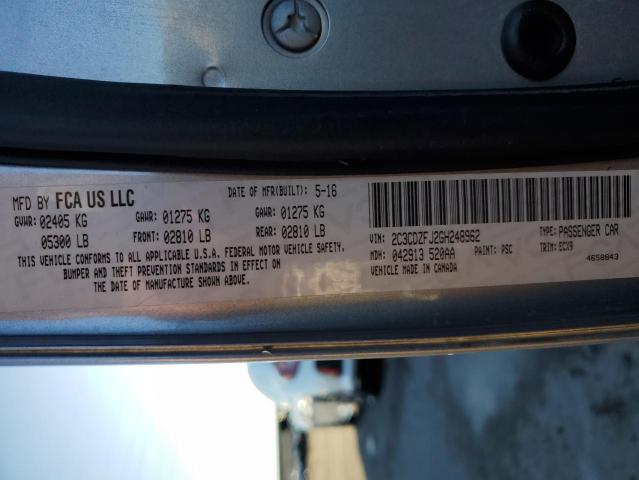 MFD BY FCA US LLC
DATE OF MFR(BUILT): 5-16
GVWR: 02405 KG GAWR: 01275 KG GAWR: 01275 KG
05300 LB FRONT: 02810 LB REAR: 02810 LB
THIS VEHICLE CONFORMS TO ALL APPLICABLE U.S.A. FEDERAL MOTOR VEHICLE SAFETY,
BUMPER AND THEFT PREVENTION STANDARDS IN EFFECT ON
THE DATE OF MANUFACTURE SHOWN ABOVE.
VIN: 2C3CDZFJ2GH248962 TYPE: PASSENGER CAR
MDH: 042913 520AA PAINT: PSC TRIM: ECX9
VEHICLE MADE IN CANADA 4658843